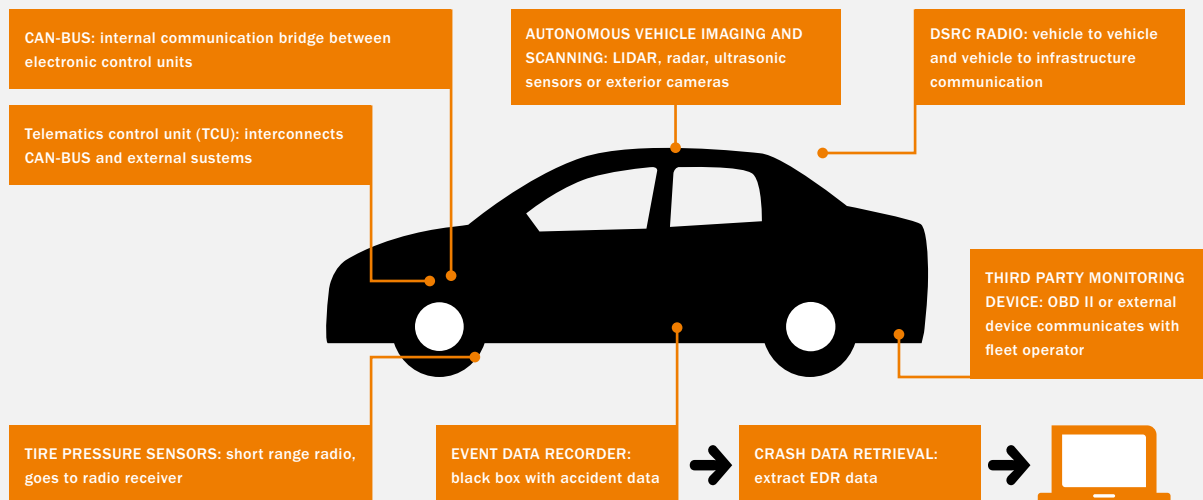 CAN-BUS: internal communication bridge between
electronic control units
Telematics control unit (TCU): interconnects
CAN-BUS and external sustems
AUTONOMOUS VEHICLE IMAGING AND
SCANNING: LIDAR, radar, ultrasonic
sensors or exterior cameras
DSRC RADIO: vehicle to vehicle
and vehicle to infrastructure
communication
THIRD PARTY MONITORING
DEVICE: OBD II or external
device communicates with
fleet operator
TIRE PRESSURE SENSORS: short range radio,
goes to radio receiver
EVENT DATA RECORDER:
black box with accident data
CRASH DATA RETRIEVAL:
extract EDR data